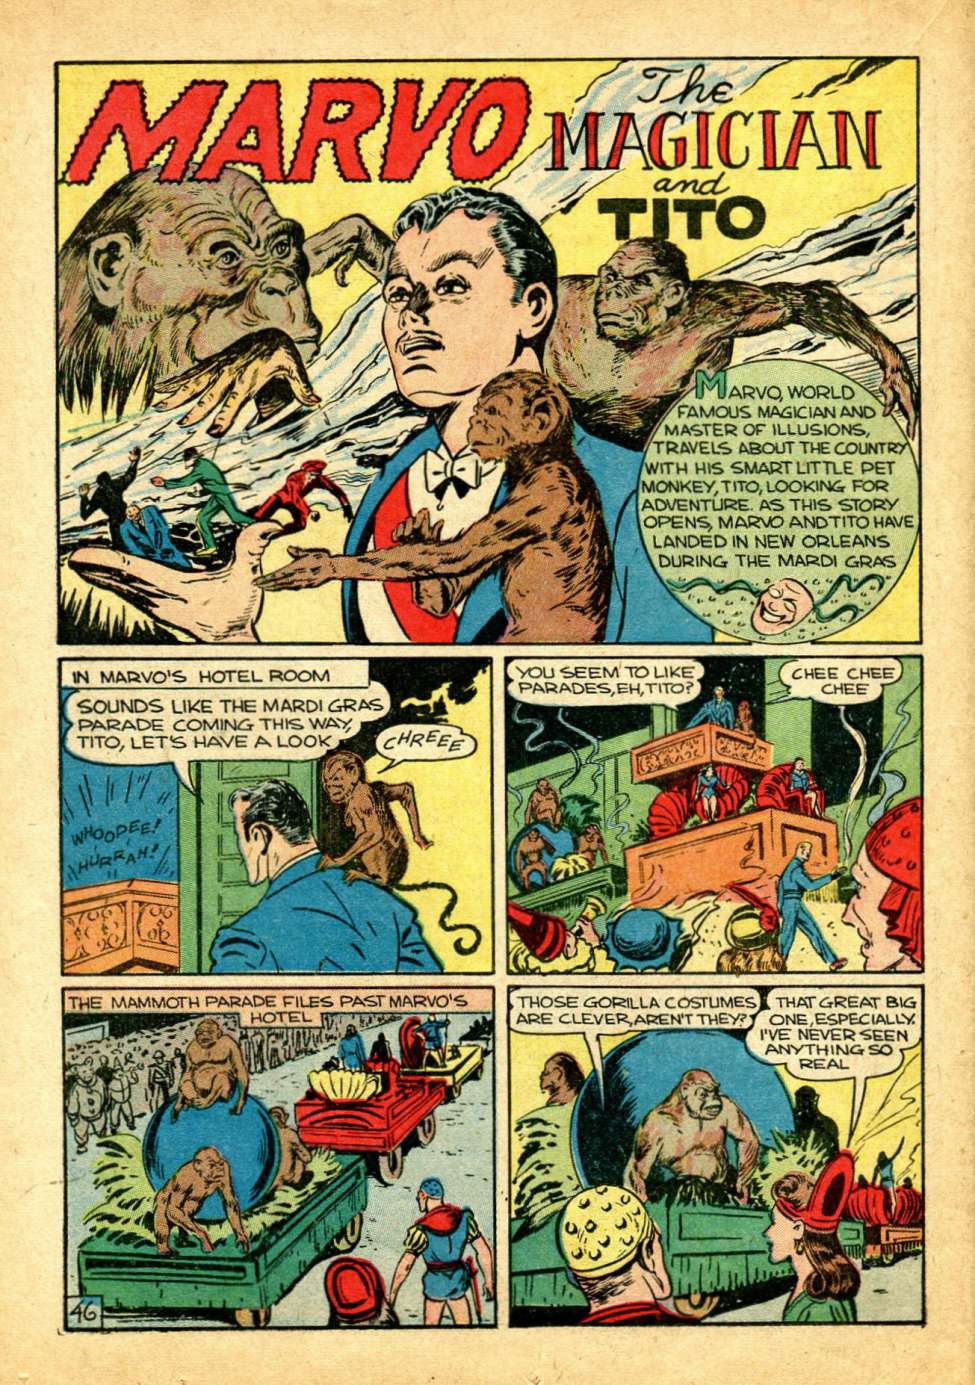 MARVO
The
MAGICIAN
and
TITO
MARVO, WORLD
FAMOUS MAGICIAN AND
MASTER OF ILLUSIONS,
TRAVELS ABOUT THE COUNTRY
WITH HIS SMART LITTLE PET
MONKEY, TITO, LOOKING FOR
ADVENTURE. AS THIS STORY
OPENS, MARVO AND TITO HAVE
LANDED IN NEW ORLEANS
DURING THE MARDI GRAS
IN MARVO'S HOTEL ROOM
SOUNDS LIKE THE MARDI GRAS
PARADE COMING THIS WAY,
TITO, LET'S HAVE A LOOK
CHREEE
WHOOPEE!
HURRAH!
YOU SEEM TO LIKE
PARADES, EH, TITO?
CHEE CHEE
CHEE
THE MAMMOTH PARADE FILES PAST MARVO'S
HOTEL
46
THOSE GORILLA COSTUMES
ARE CLEVER, AREN'T THEY?
THAT GREAT BIG
ONE, ESPECIALLY.
I'VE NEVER SEEN
ANYTHING SO
REAL